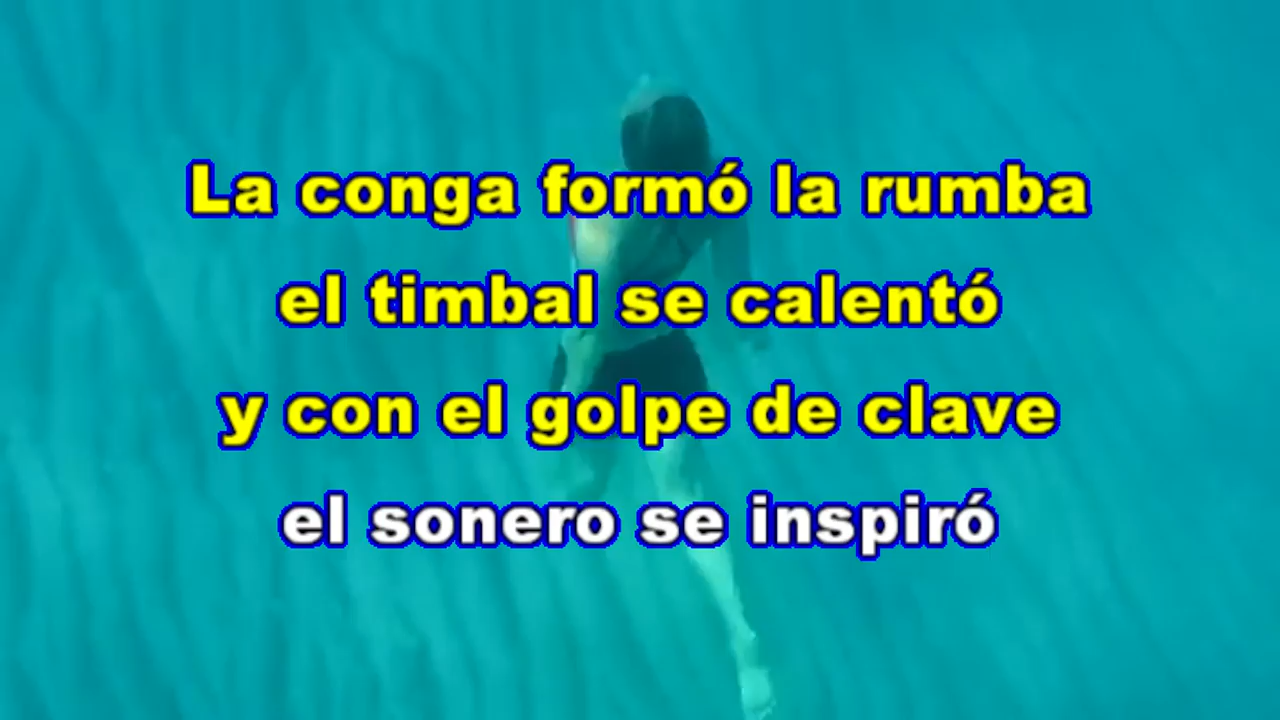 La conga formó la rumba
el timbal se calentó
y con el golpe de clave
el sonero se inspiró